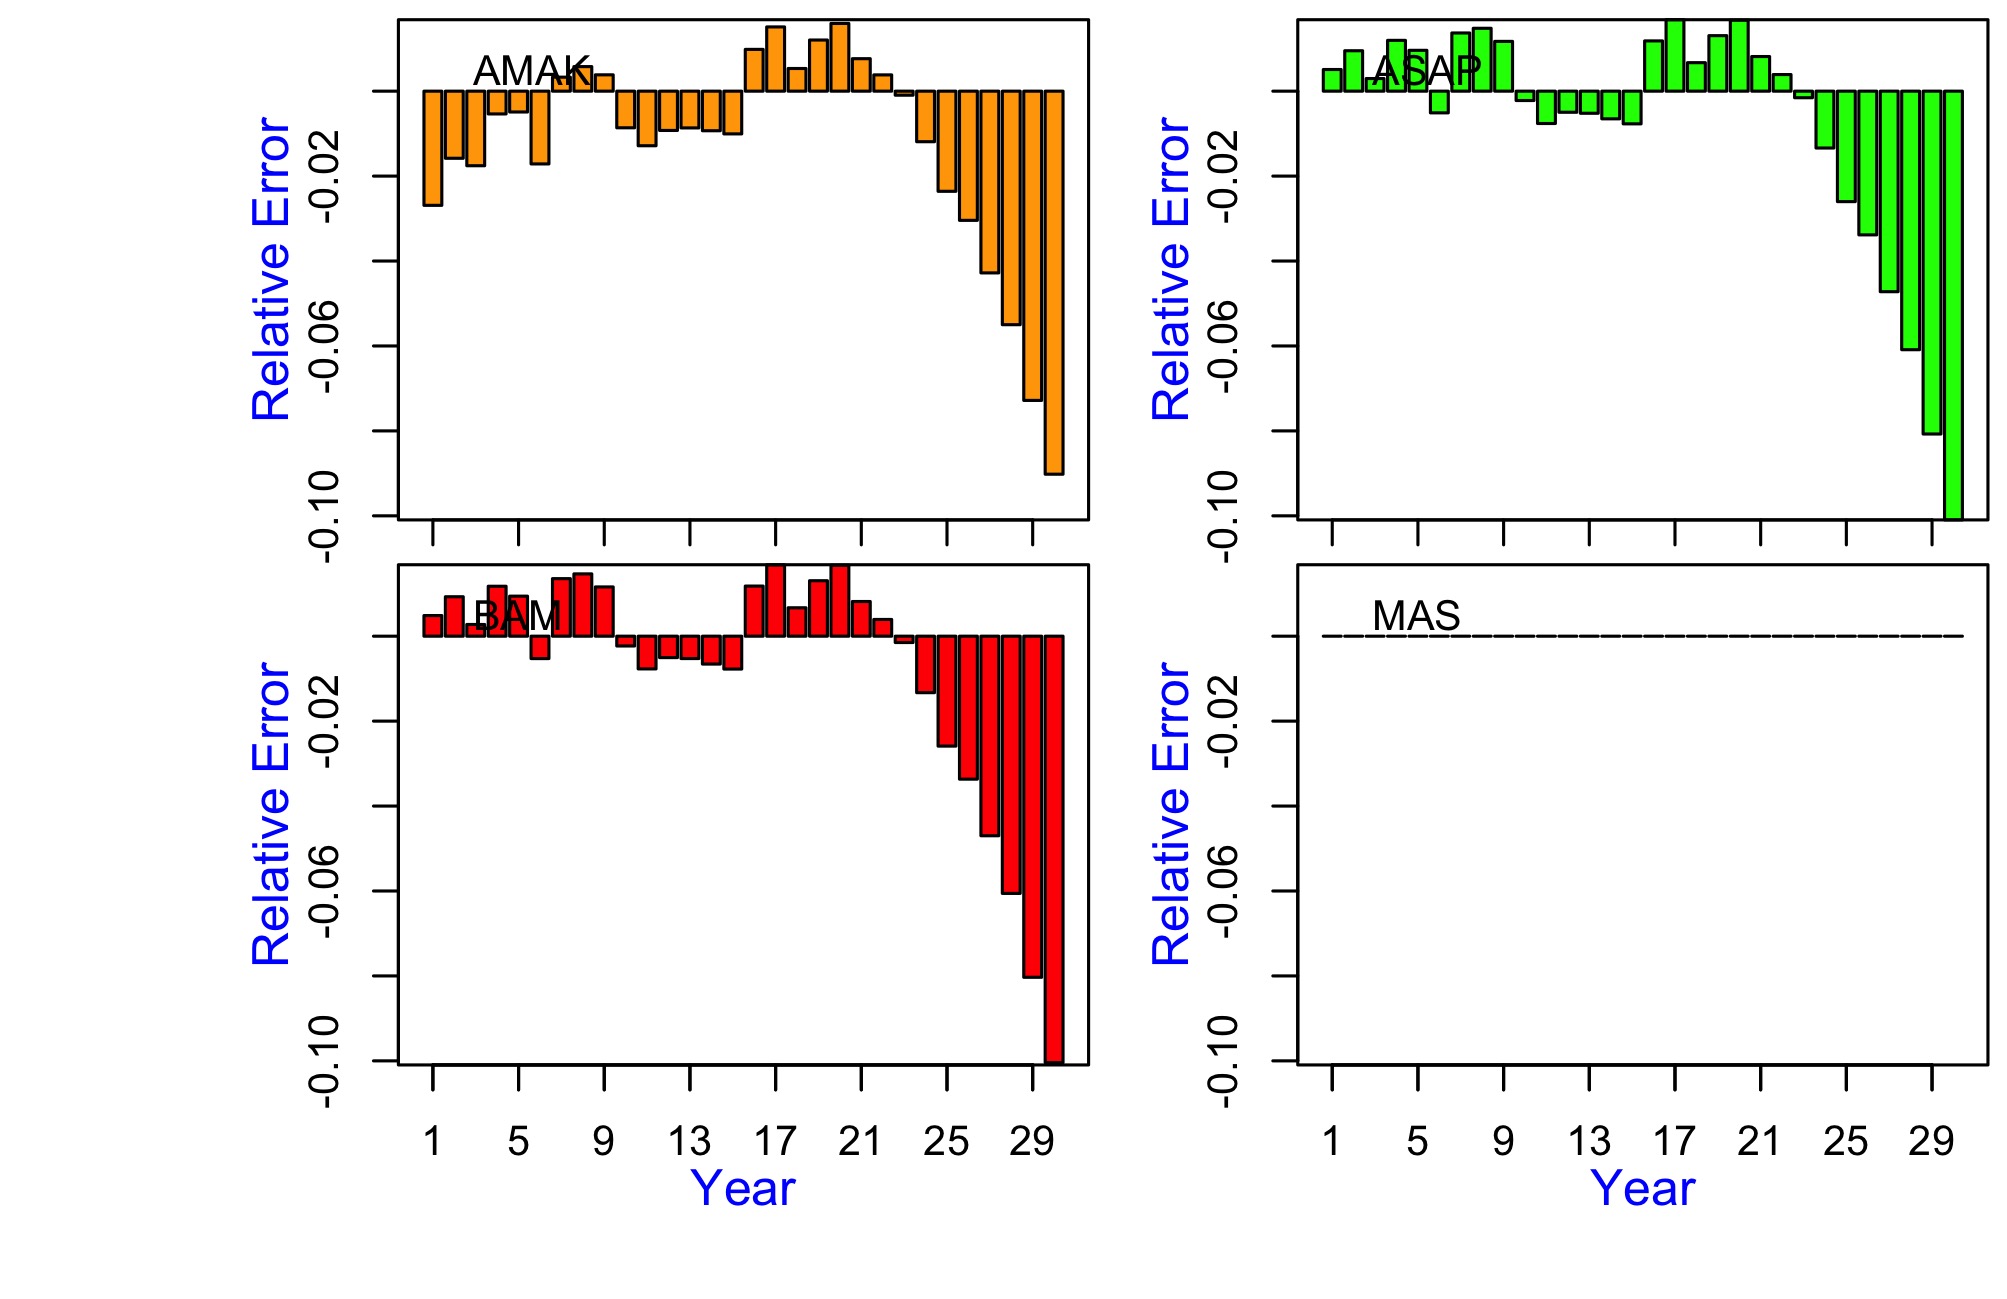 AMAK
Relative Error
-0.02
-0.06
-0.10
ASAP
Relative Error
-0.02
-0.06
-0.10
BAM
Relative Error
-0.02
-0.06
-0.10
1 5 9 13 17 21 25 29
Year
MAS
Relative Error
-0.02
-0.06
-0.10
1 5 9 13 17 21 25 29
Year